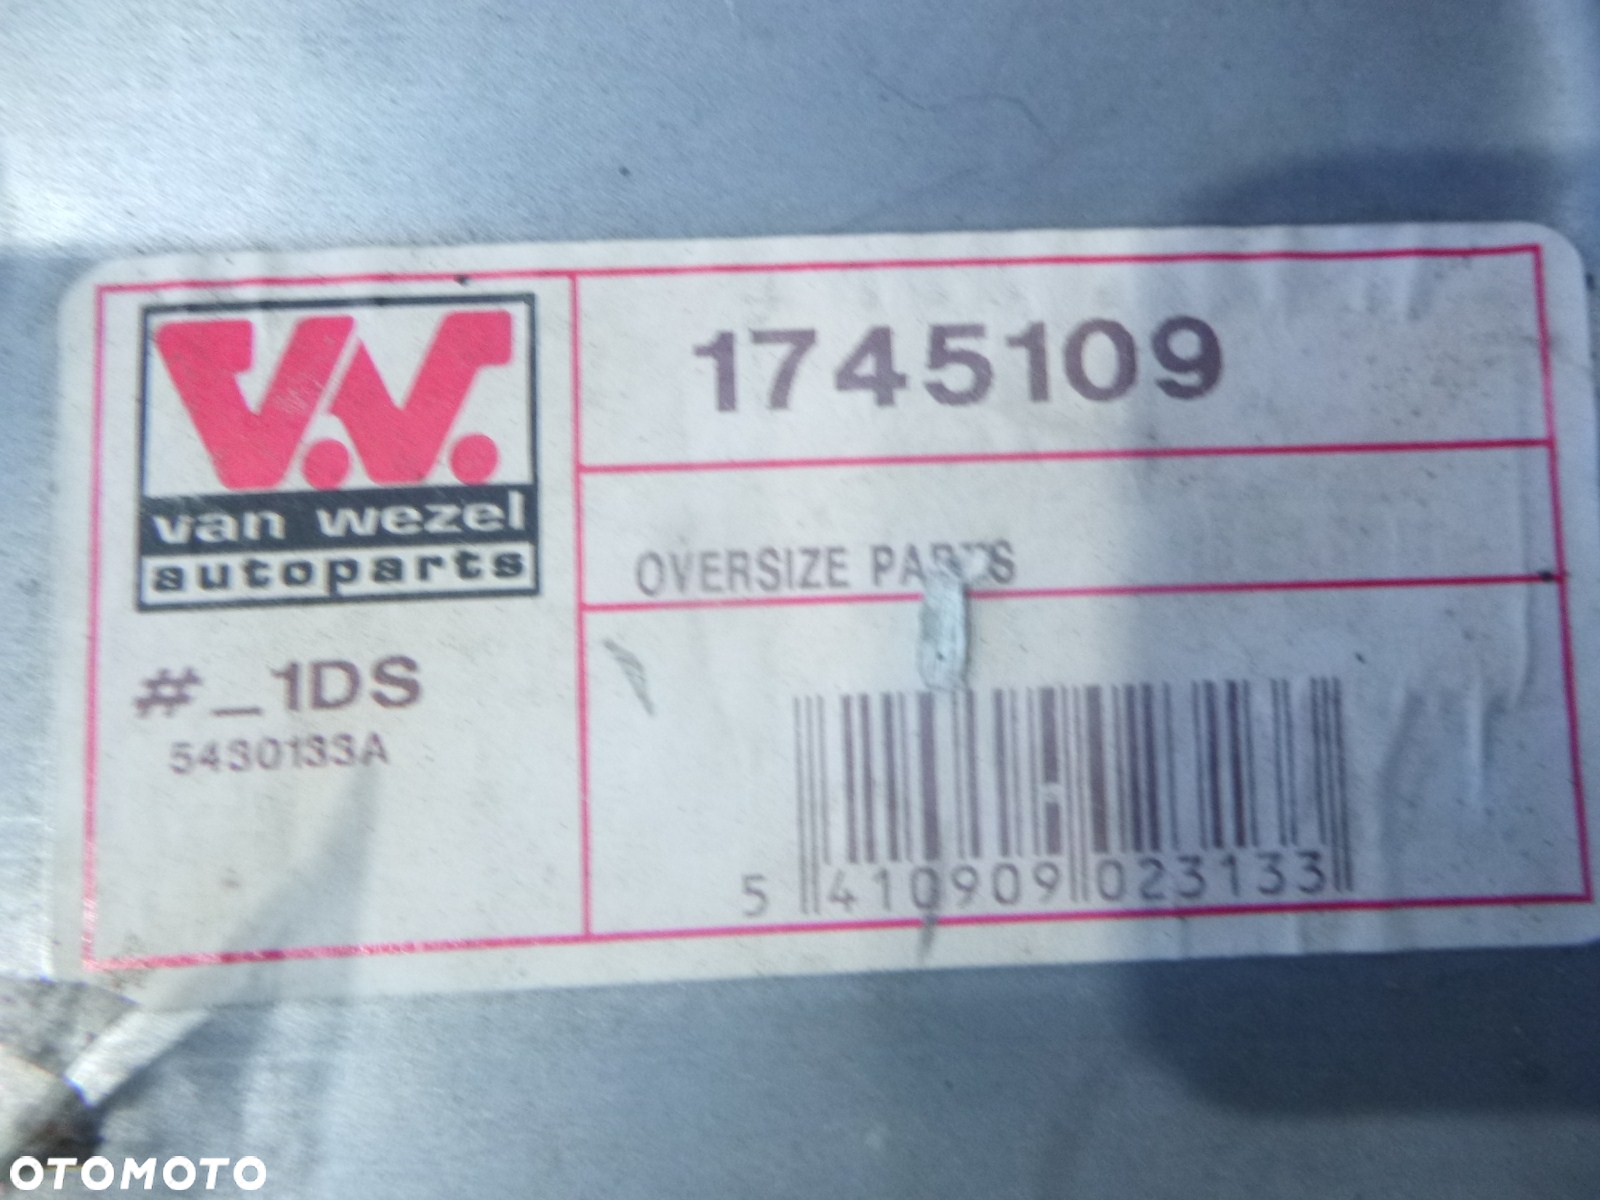 V.W.
van wezel
autoparts
1745109
OVERSIZE PARTS
#_1DS
5430133A
5 410909 023133
OTOMOTO